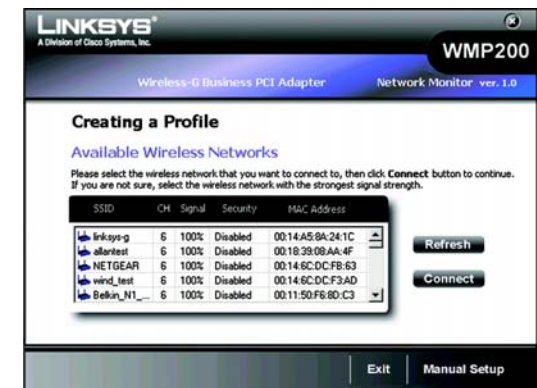 LINKSYS®
A Division of Cisco Systems, Inc.
WMP200
Wireless-G Business PCI Adapter Network Monitor ver. 1.0
Creating a Profile
Available Wireless Networks
Please select the wireless network that you want to connect to, then click Connect button to continue.
If you are not sure, select the wireless network with the strongest signal strength.
SSID CH Signal Security MAC Address
linksys-g 6 100% Disabled 00:14:A5:8A:24:1C
allantest 6 100% Disabled 00:18:39:08:AA:4F
NETGEAR 6 100% Disabled 00:14:6C:DC:FB:63
wind_test 6 100% Disabled 00:14:6C:DC:F3:AD
Belkin_N1_... 6 100% Disabled 00:11:50:F6:8D:C3
Refresh
Connect
Exit Manual Setup